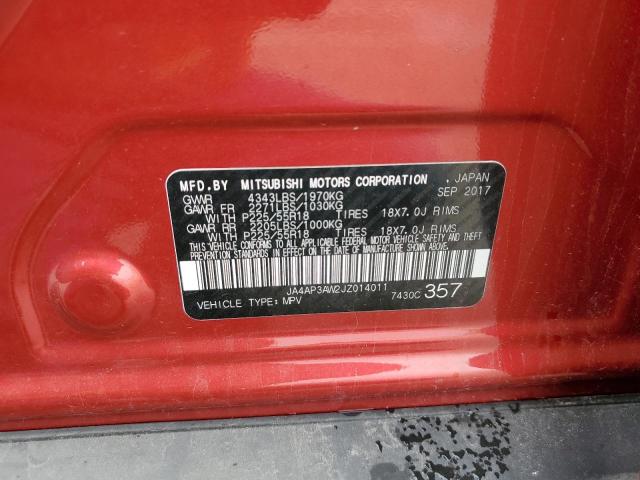 MFD.BY MITSUBISHI MOTORS CORPORATION , JAPAN
GVWR 4343LBS/1970KG SEP 2017
GAWR FR 2271LBS/1030KG
WITH P225/55R18 TIRES 18X7.0J RIMS
GAWR RR 2205LBS/1000KG
WITH P225/55R18 TIRES 18X7.0J RIMS
THIS VEHICLE CONFORMS TO ALL APPLICABLE FEDERAL MOTOR VEHICLE SAFETY AND THEFT
PREVENTION STANDARDS IN EFFECT ON THE DATE OF MANUFACTURE SHOWN ABOVE.
JA4AP3AW2JZ014011
VEHICLE TYPE: MPV 7430C 357